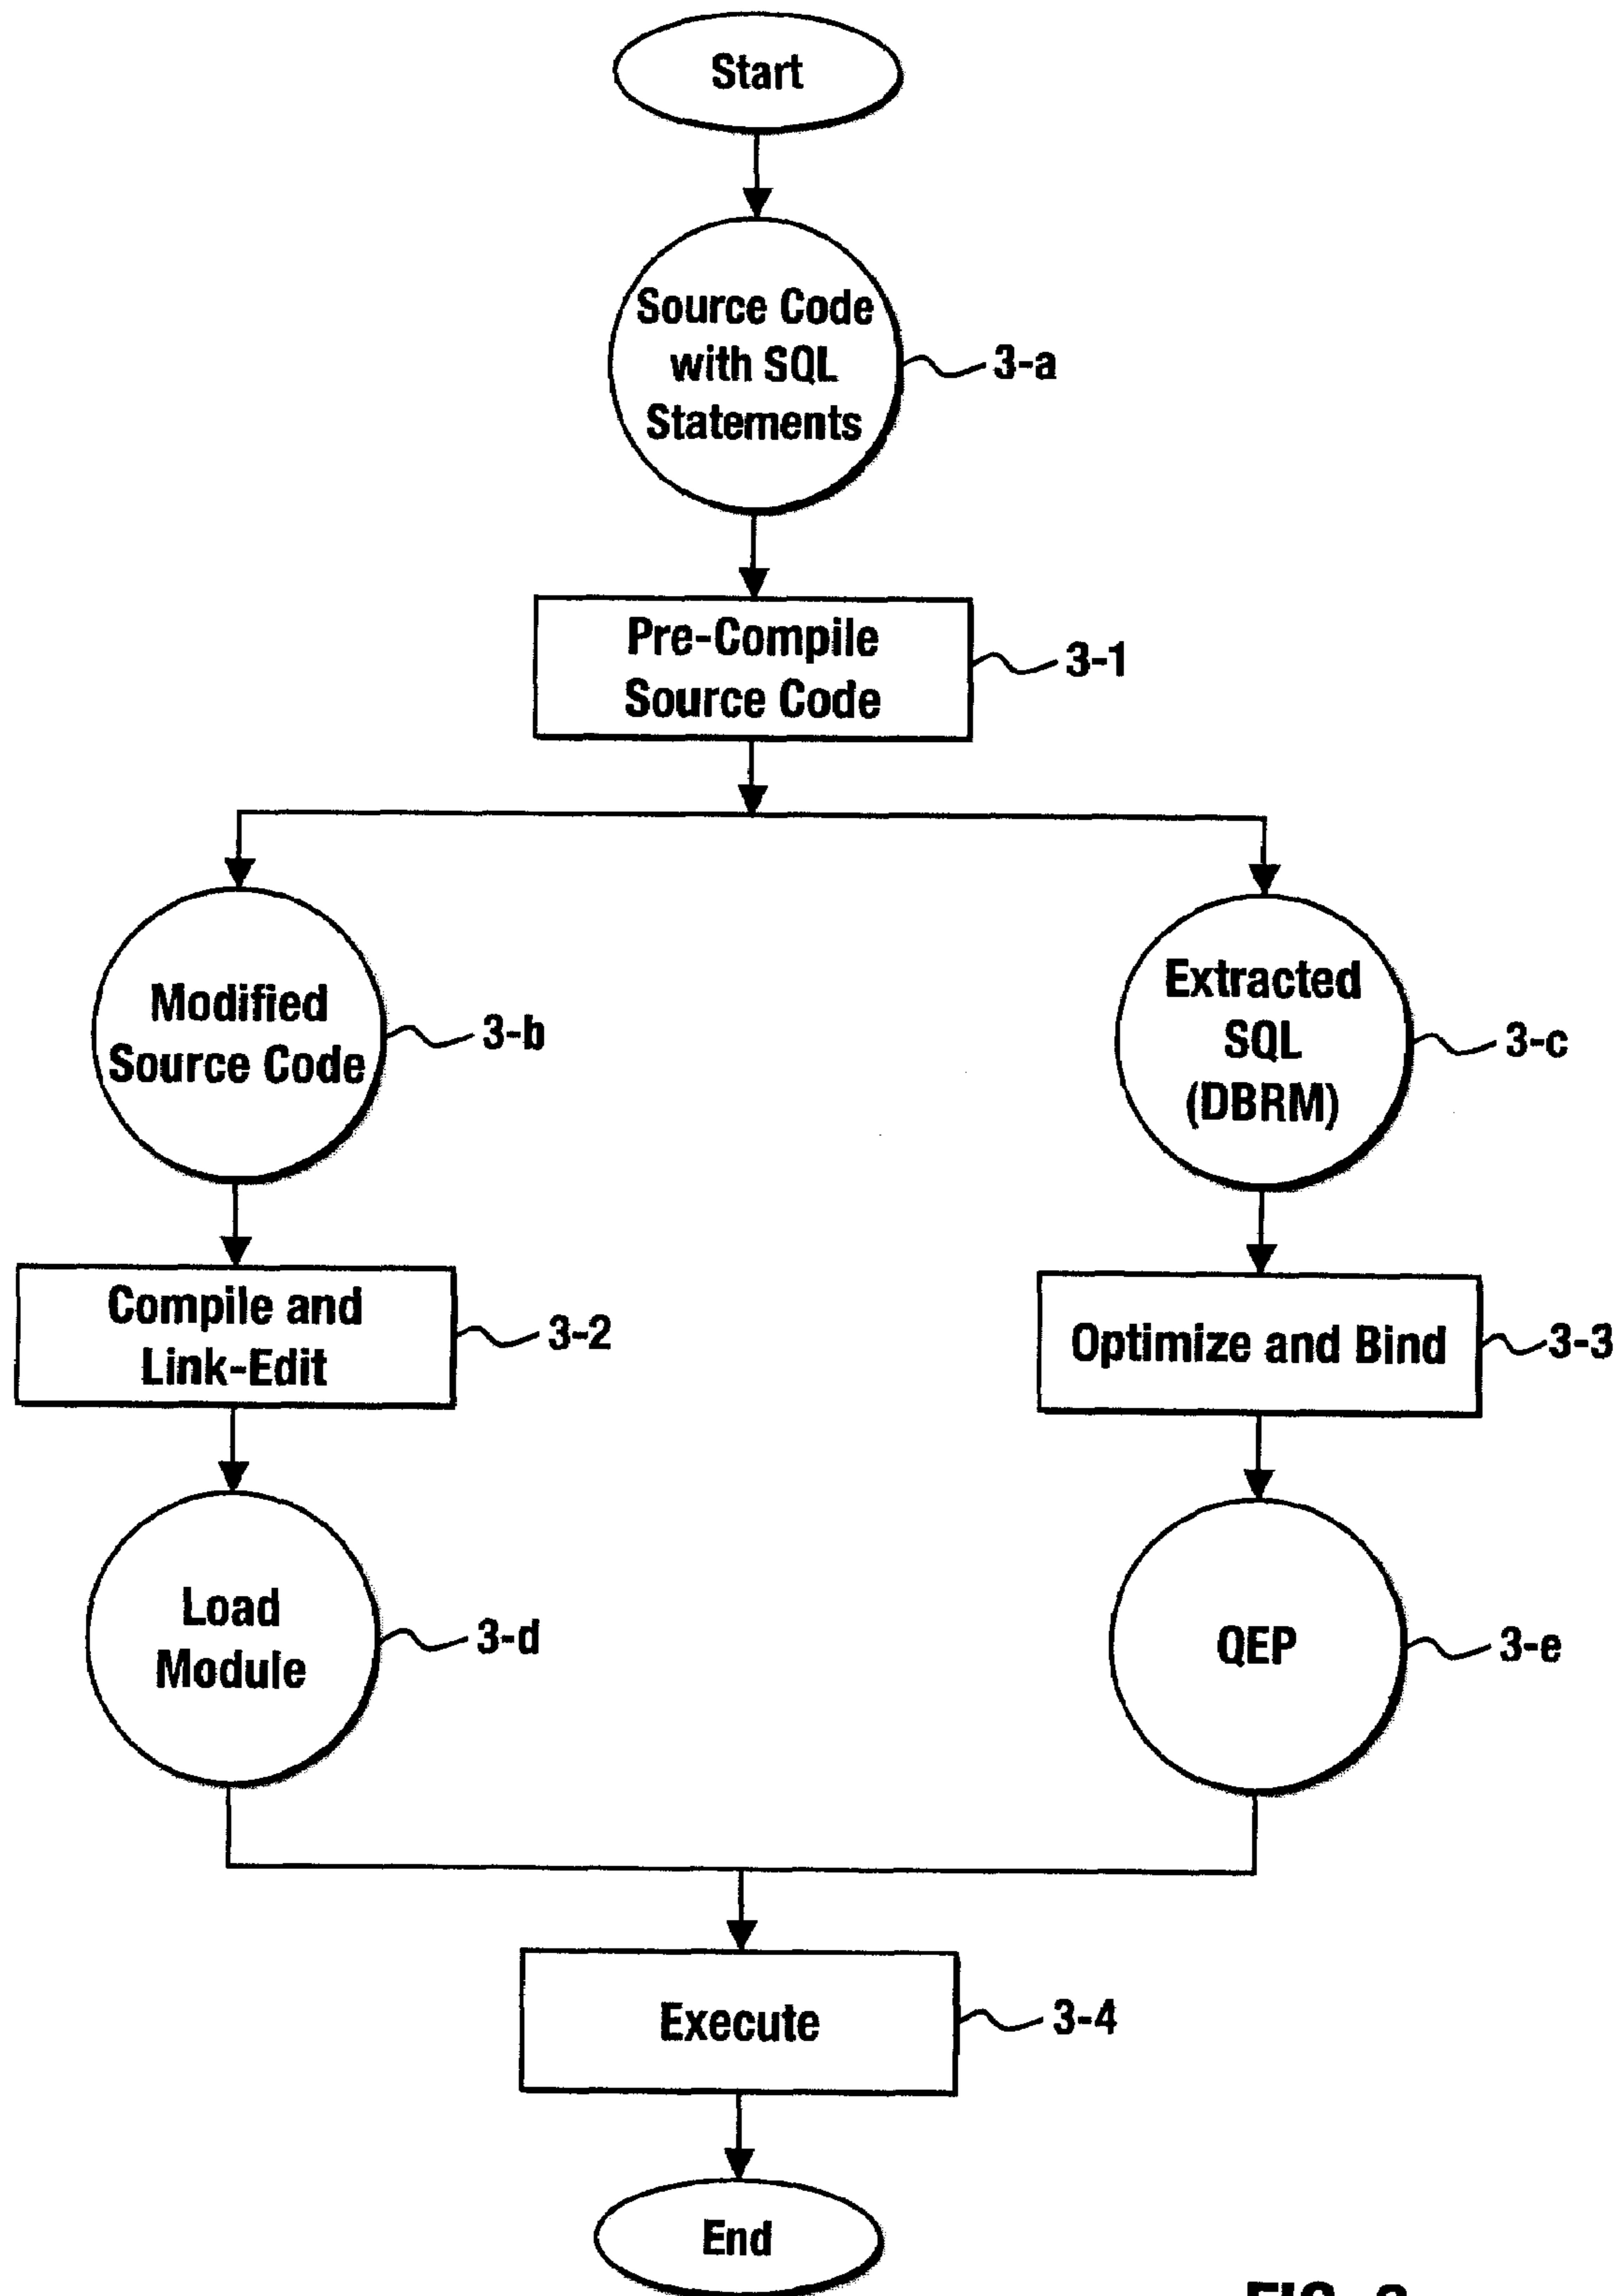 Start
Source Code
with SQL
Statements
3-a
Pre-Compile
Source Code
3-1
Modified
Source Code
3-b
Extracted
SQL
(DBRM)
3-c
Compile and
Link-Edit
3-2
Optimize and Bind
3-3
Load
Module
3-d
QEP
3-e
Execute
3-4
End